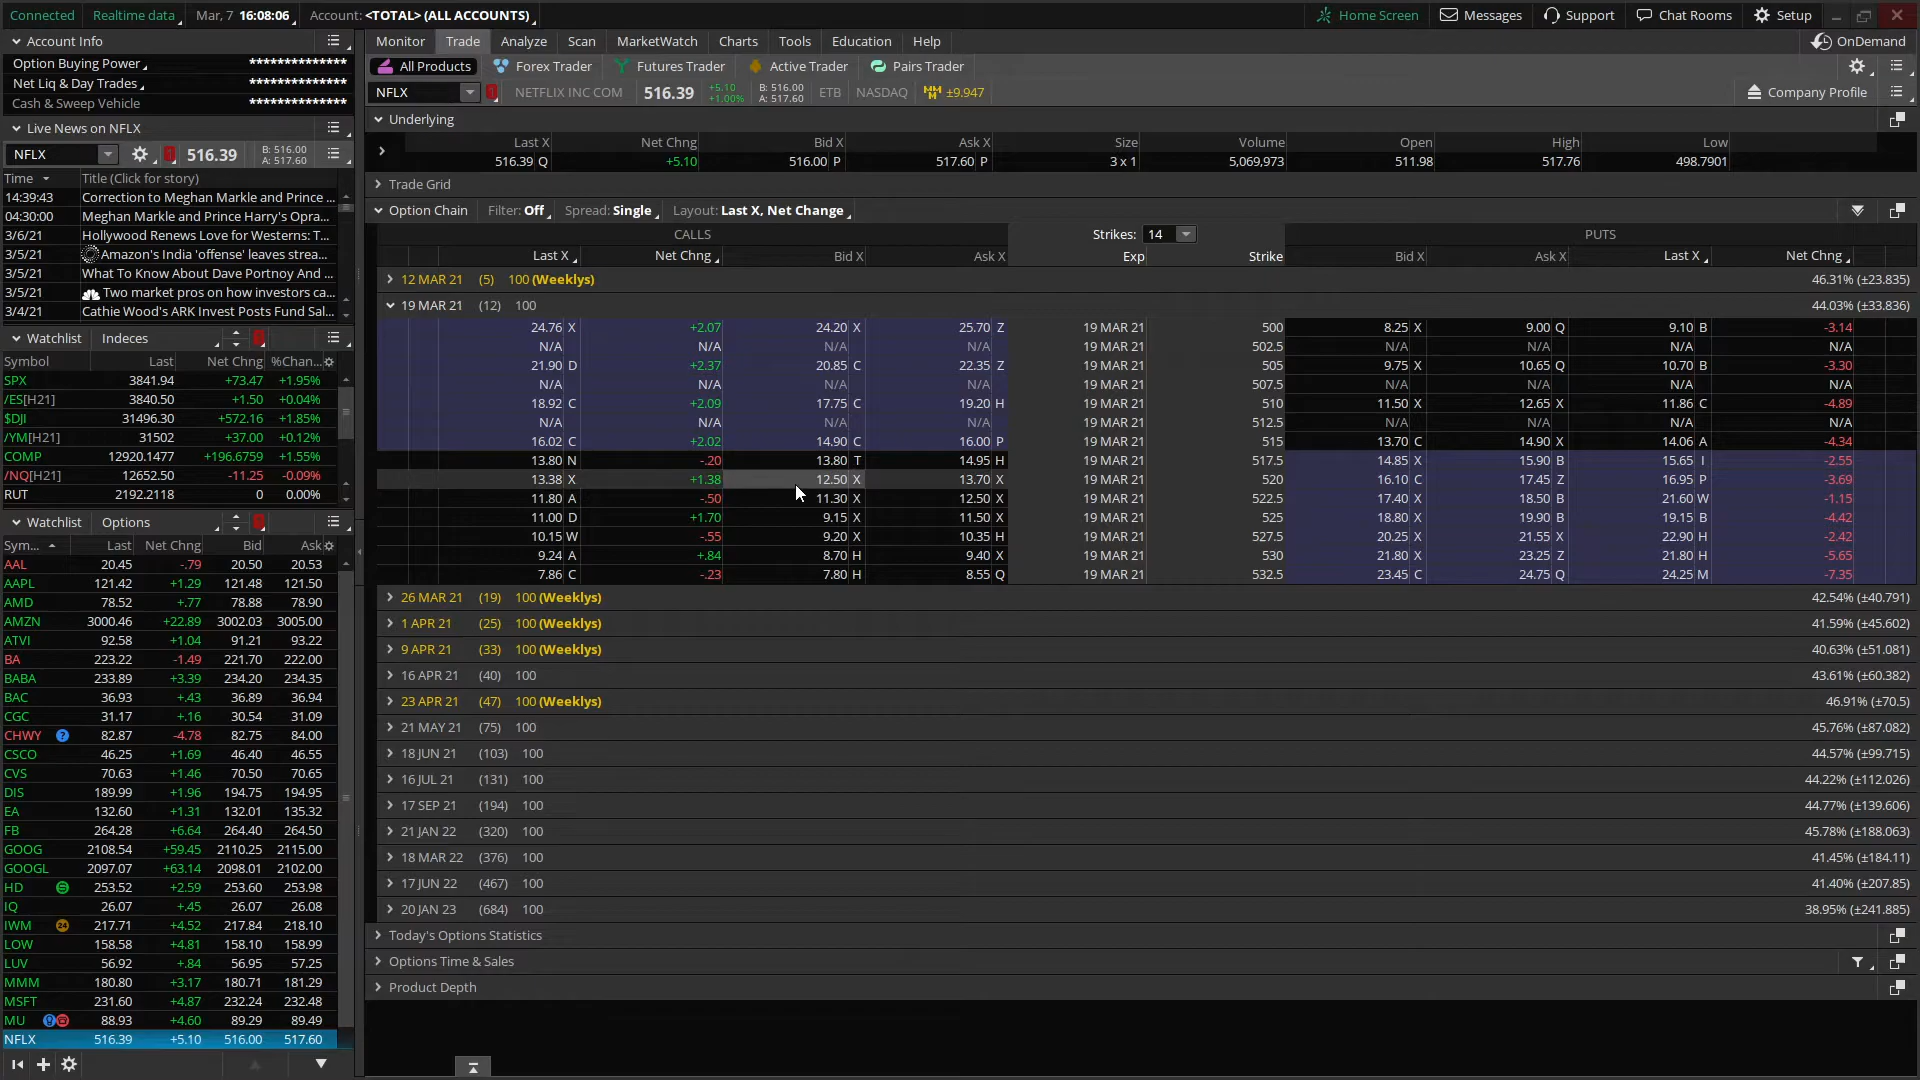 Connected Realtime data Mar, 7 16:08:06 Account: <TOTAL> (ALL ACCOUNTS) Home Screen Messages Support Chat Rooms Setup
Account Info
Option Buying Power **************
Net Liq & Day Trades **************
Cash & Sweep Vehicle **************
Live News on NFLX
NFLX 516.39 B: 516.00 A: 517.60
Time Title (Click for story)
14:39:43 Correction to Meghan Markle and Prince ...
04:30:00 Meghan Markle and Prince Harry's Opra...
3/6/21 Hollywood Renews Love for Westerns: T...
3/5/21 Amazon's India 'offense' leaves strea...
3/5/21 What To Know About Dave Portnoy And ...
3/5/21 Two market pros on how investors ca...
3/4/21 Cathie Wood's ARK Invest Posts Fund Sal...
Watchlist Indeces
Symbol Last Net Chng %Chan...
SPX 3841.94 +73.47 +1.95%
/ES[H21] 3840.50 +1.50 +0.04%
$DJI 31496.30 +572.16 +1.85%
/YM[H21] 31502 +37.00 +0.12%
COMP 12920.1477 +196.6759 +1.55%
/NQ[H21] 12652.50 -11.25 -0.09%
RUT 2192.2118 0 0.00%
Watchlist Options
Sym... Last Net Chng Bid Ask
AAL 20.45 -.79 20.50 20.53
AAPL 121.42 +1.29 121.48 121.50
AMD 78.52 +.77 78.88 78.90
AMZN 3000.46 +22.89 3002.03 3005.00
ATVI 92.58 +1.04 91.21 93.22
BA 223.22 -1.49 221.70 222.00
BABA 233.89 +3.39 234.20 234.35
BAC 36.93 +.43 36.89 36.94
CGC 31.17 +.16 30.54 31.09
CHWY 82.87 -4.78 82.75 84.00
CSCO 46.25 +1.69 46.40 46.55
CVS 70.63 +1.46 70.50 70.65
DIS 189.99 +1.96 194.75 194.95
EA 132.60 +1.31 132.01 135.32
FB 264.28 +6.64 264.40 264.50
GOOG 2108.54 +59.45 2110.25 2115.00
GOOGL 2097.07 +63.14 2098.01 2102.00
HD 253.52 +2.59 253.60 253.98
IQ 26.07 +.45 26.07 26.08
IWM 24 217.71 +4.52 217.84 218.10
LOW 158.58 +4.81 158.10 158.99
LUV 56.92 +.84 56.95 57.25
MMM 180.80 +3.17 180.71 181.29
MSFT 231.60 +4.87 232.24 232.48
MU 88.93 +4.60 89.29 89.49
NFLX 516.39 +5.10 516.00 517.60
Monitor Trade Analyze Scan MarketWatch Charts Tools Education Help OnDemand
All Products Forex Trader Futures Trader Active Trader Pairs Trader
NFLX NETFLIX INC COM 516.39 +5.10 +1.00% B: 516.00 A: 517.60 ETB NASDAQ MM ±9.947 Company Profile
Underlying
Last X Net Chng Bid X Ask X Size Volume Open High Low
516.39 Q +5.10 516.00 P 517.60 P 3 x 1 5,069,973 511.98 517.76 498.7901
Trade Grid
Option Chain Filter: Off Spread: Single Layout: Last X, Net Change
CALLS Strikes: 14 PUTS
Last X Net Chng Bid X Ask X Exp Strike Bid X Ask X Last X Net Chng
12 MAR 21 (5) 100 (Weeklys) 46.31% (±23.835)
19 MAR 21 (12) 100 44.03% (±33.836)
24.76 X +2.07 24.20 X 25.70 Z 19 MAR 21 500 8.25 X 9.00 Q 9.10 B -3.14
N/A N/A N/A N/A 19 MAR 21 502.5 N/A N/A N/A N/A
21.90 D +2.37 20.85 C 22.35 Z 19 MAR 21 505 9.75 X 10.65 Q 10.70 B -3.30
N/A N/A N/A N/A 19 MAR 21 507.5 N/A N/A N/A N/A
18.92 C +2.09 17.75 C 19.20 H 19 MAR 21 510 11.50 X 12.65 X 11.86 C -4.89
N/A N/A N/A N/A 19 MAR 21 512.5 N/A N/A N/A N/A
16.02 C +2.02 14.90 C 16.00 P 19 MAR 21 515 13.70 C 14.90 X 14.06 A -4.34
13.80 N -.20 13.80 T 14.95 H 19 MAR 21 517.5 14.85 X 15.90 B 15.65 I -2.55
13.38 X +1.38 12.50 X 13.70 X 19 MAR 21 520 16.10 C 17.45 Z 16.95 P -3.69
11.80 A -.50 11.30 X 12.50 X 19 MAR 21 522.5 17.40 X 18.50 B 21.60 W -1.15
11.00 D +1.70 9.15 X 11.50 X 19 MAR 21 525 18.80 X 19.90 B 19.15 B -4.42
10.15 W -.55 9.20 X 10.35 H 19 MAR 21 527.5 20.25 X 21.55 X 22.90 H -2.42
9.24 A +.84 8.70 H 9.40 X 19 MAR 21 530 21.80 X 23.25 Z 21.80 H -5.65
7.86 C -.23 7.80 H 8.55 Q 19 MAR 21 532.5 23.45 C 24.75 Q 24.25 M -7.35
26 MAR 21 (19) 100 (Weeklys) 42.54% (±40.791)
1 APR 21 (25) 100 (Weeklys) 41.59% (±45.602)
9 APR 21 (33) 100 (Weeklys) 40.63% (±51.081)
16 APR 21 (40) 100 43.61% (±60.382)
23 APR 21 (47) 100 (Weeklys) 46.91% (±70.5)
21 MAY 21 (75) 100 45.76% (±87.082)
18 JUN 21 (103) 100 44.57% (±99.715)
16 JUL 21 (131) 100 44.22% (±112.026)
17 SEP 21 (194) 100 44.77% (±139.606)
21 JAN 22 (320) 100 45.78% (±188.063)
18 MAR 22 (376) 100 41.45% (±184.11)
17 JUN 22 (467) 100 41.40% (±207.85)
20 JAN 23 (684) 100 38.95% (±241.885)
Today's Options Statistics
Options Time & Sales
Product Depth